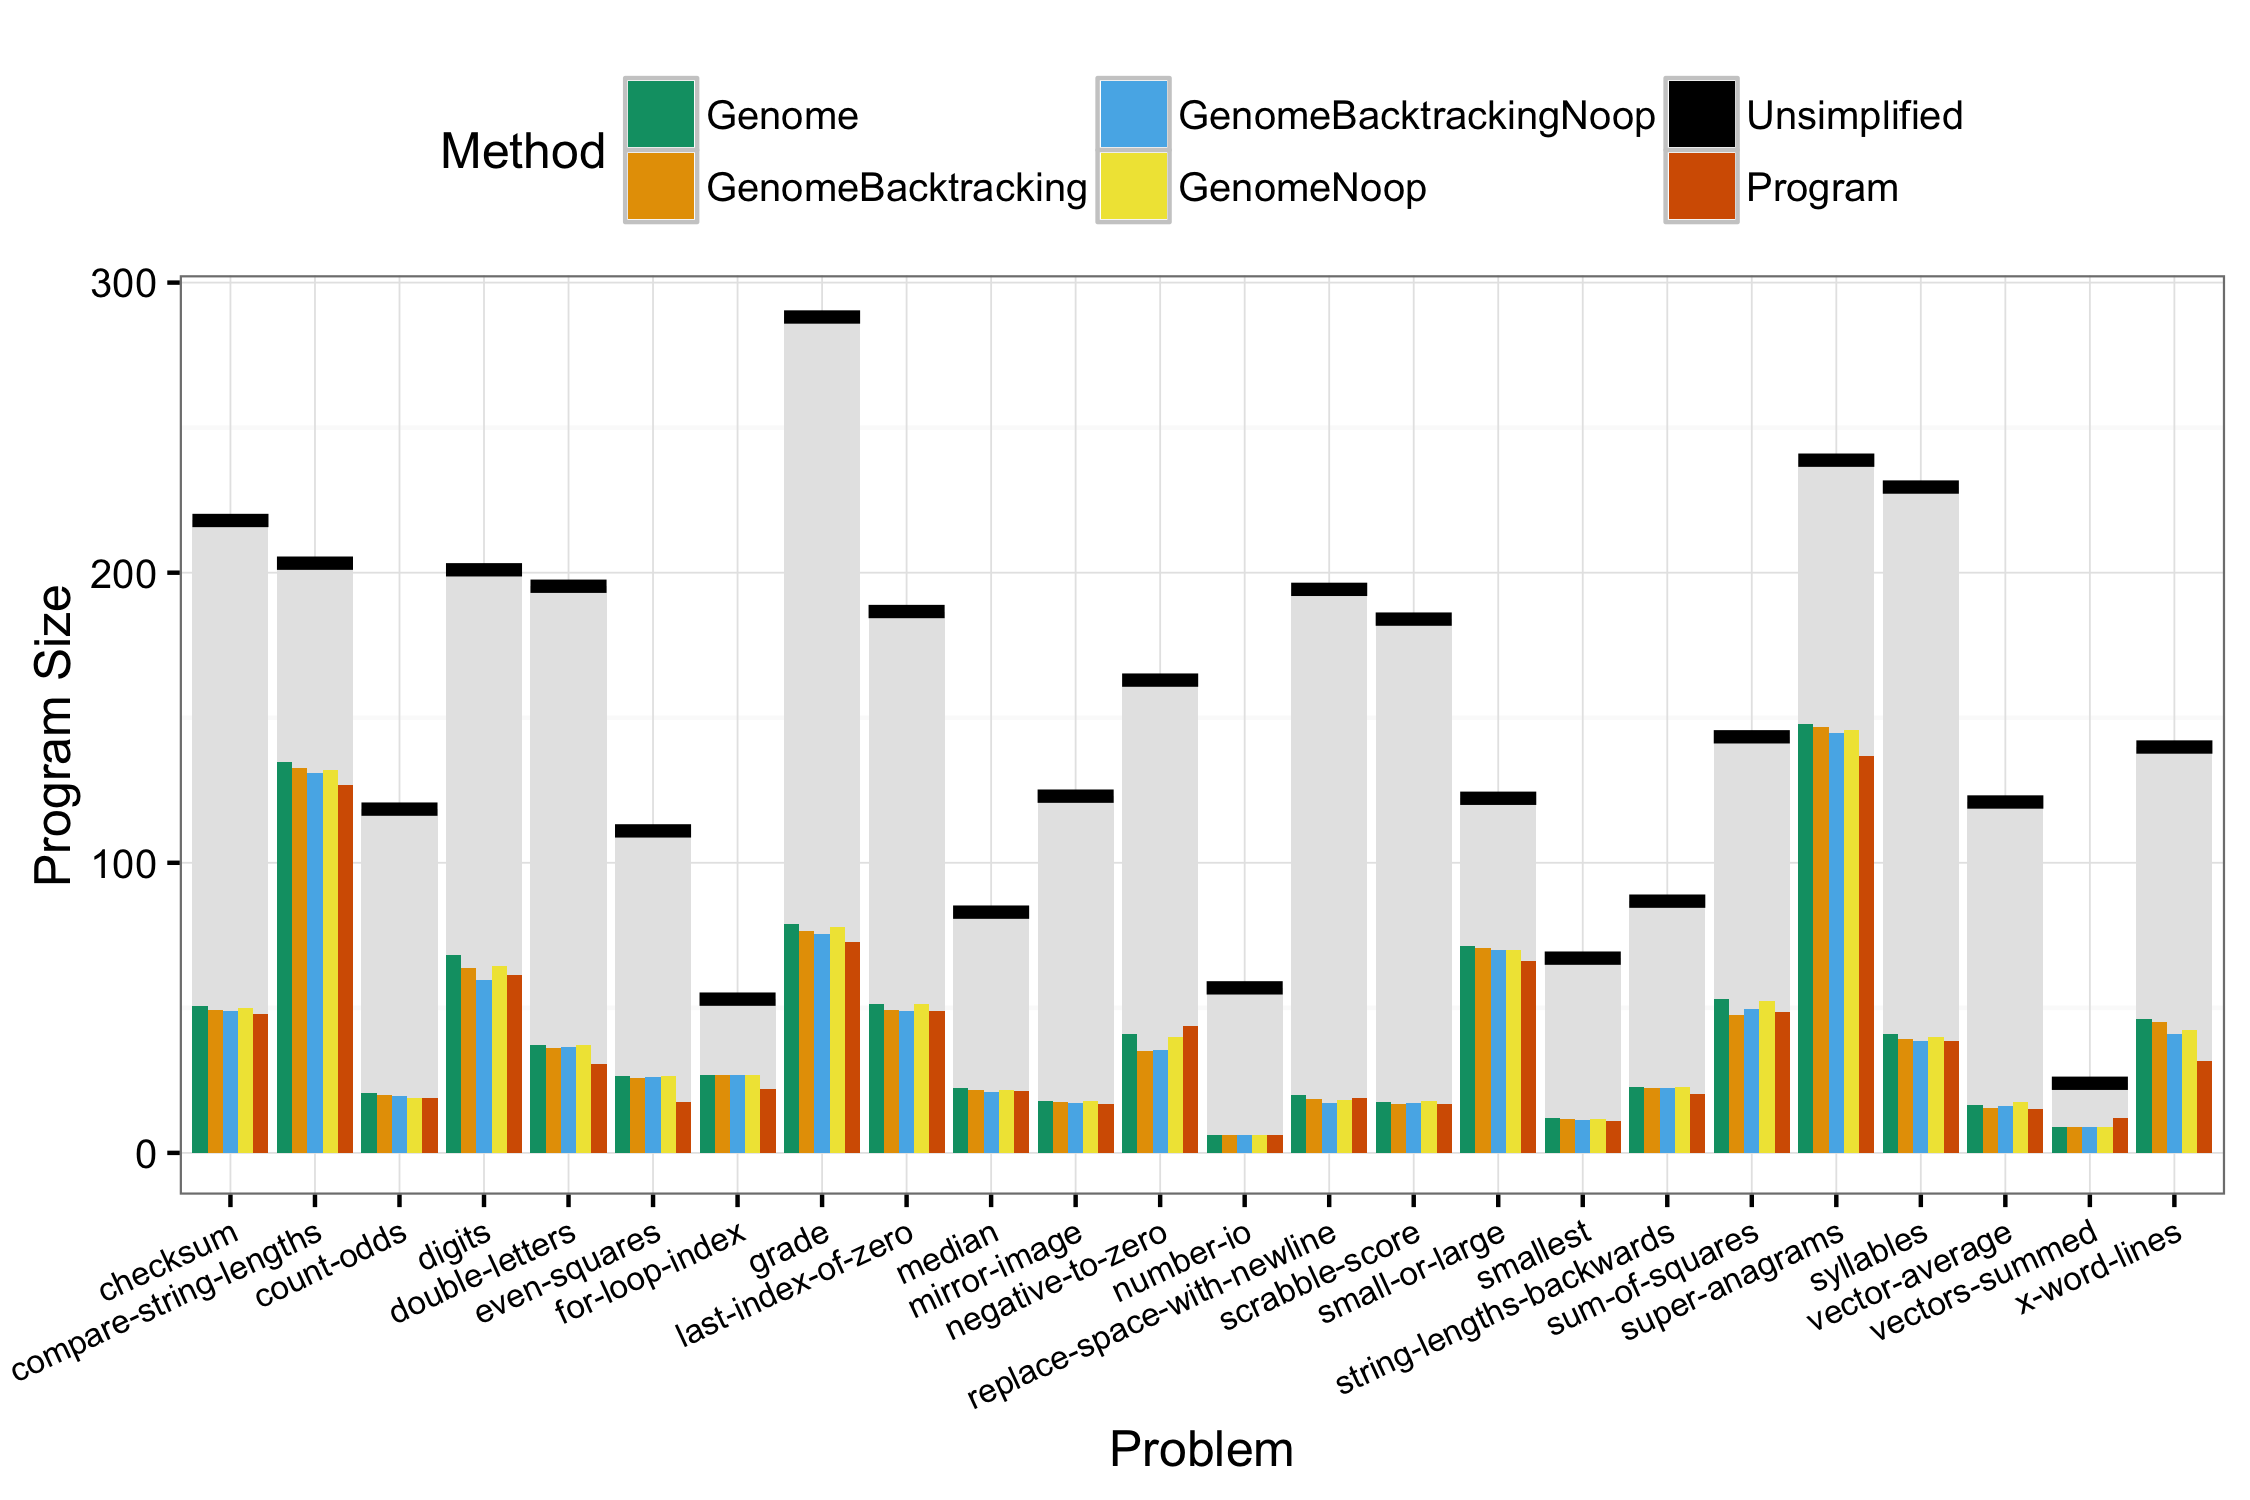 Method
Genome
GenomeBacktracking
GenomeBacktrackingNoop
GenomeNoop
Unsimplified
Program
Program Size
300
200
100
0
checksum
compare-string-lengths
count-odds
digits
double-letters
even-squares
for-loop-index
grade
last-index-of-zero
median
mirror-image
negative-to-zero
number-io
replace-space-with-newline
scrabble-score
small-or-large
smallest
string-lengths-backwards
sum-of-squares
super-anagrams
syllables
vector-average
vectors-summed
x-word-lines
Problem